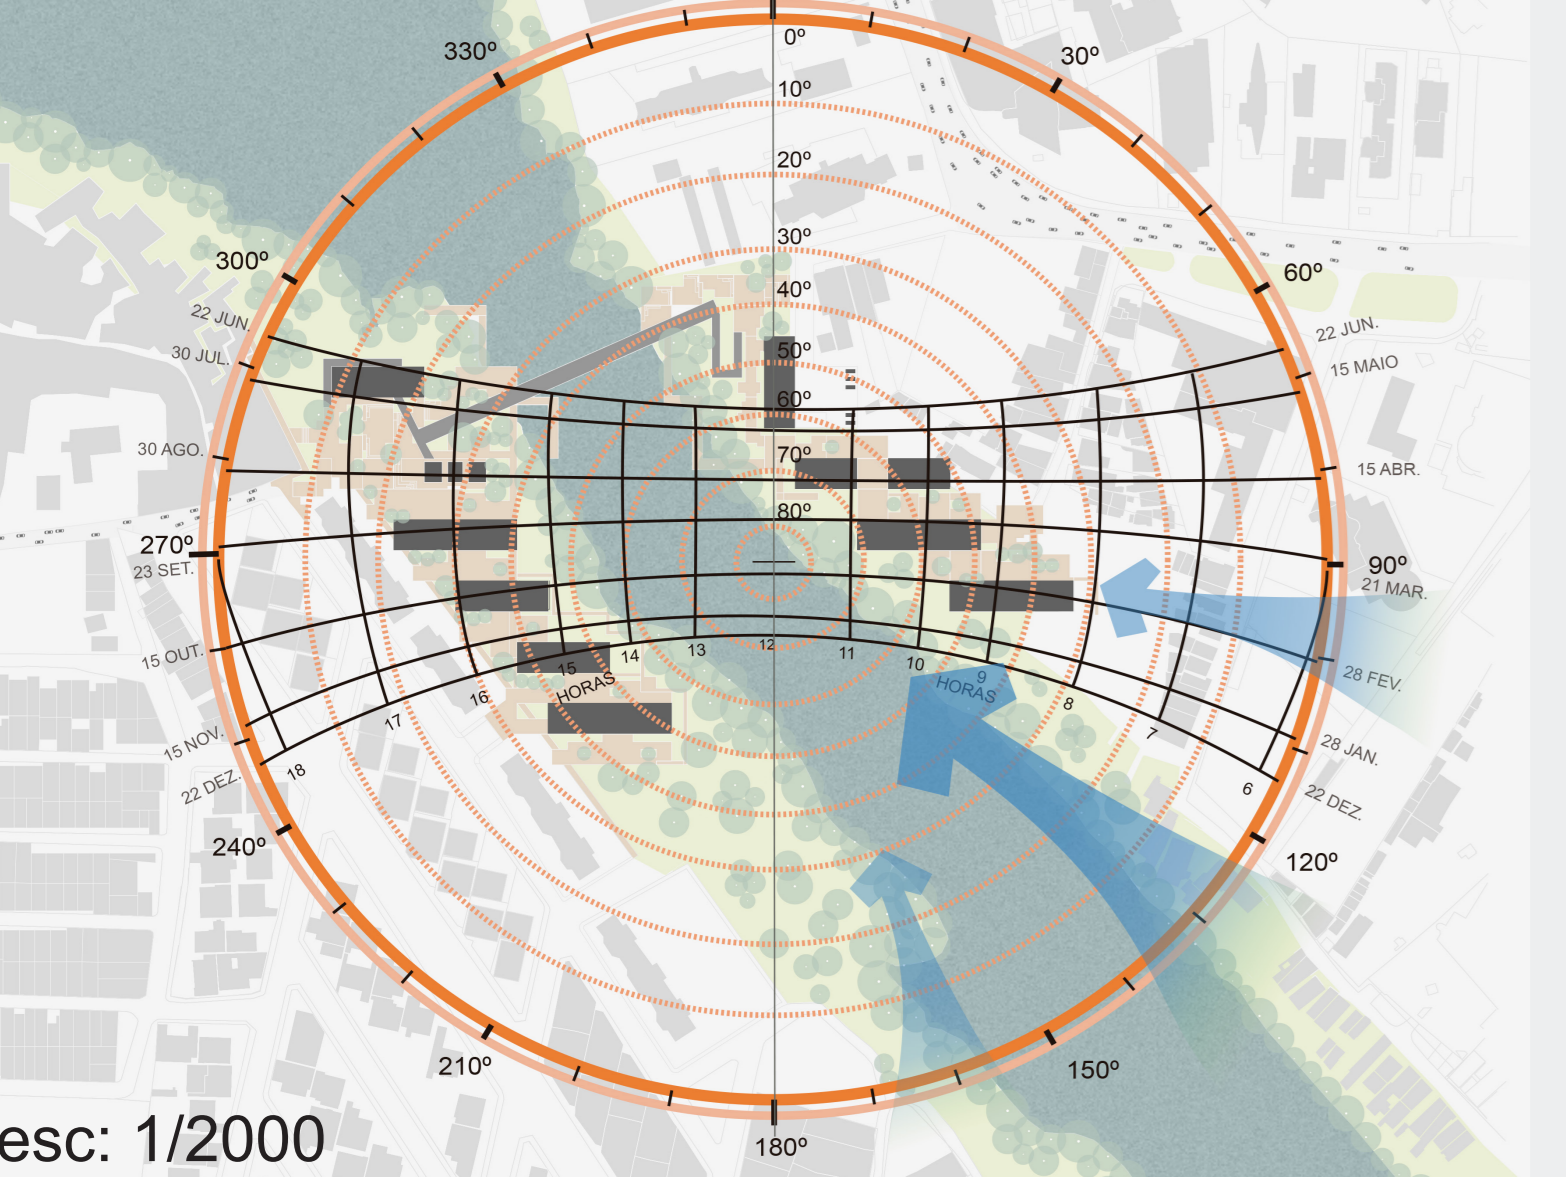 0º
330º
30º
10º
20º
30º
300º
60º
40º
22 JUN.
22 JUN.
30 JUL.
50º
15 MAIO
60º
30 AGO.
70º
15 ABR.
80º
270º
23 SET.
90º
21 MAR.
15 OUT.
15
HORAS
14
13
12
11
10
9
HORAS
28 FEV.
16
17
8
7
15 NOV.
28 JAN.
22 DEZ.
18
6
22 DEZ.
240º
120º
210º
150º
esc: 1/2000
180º